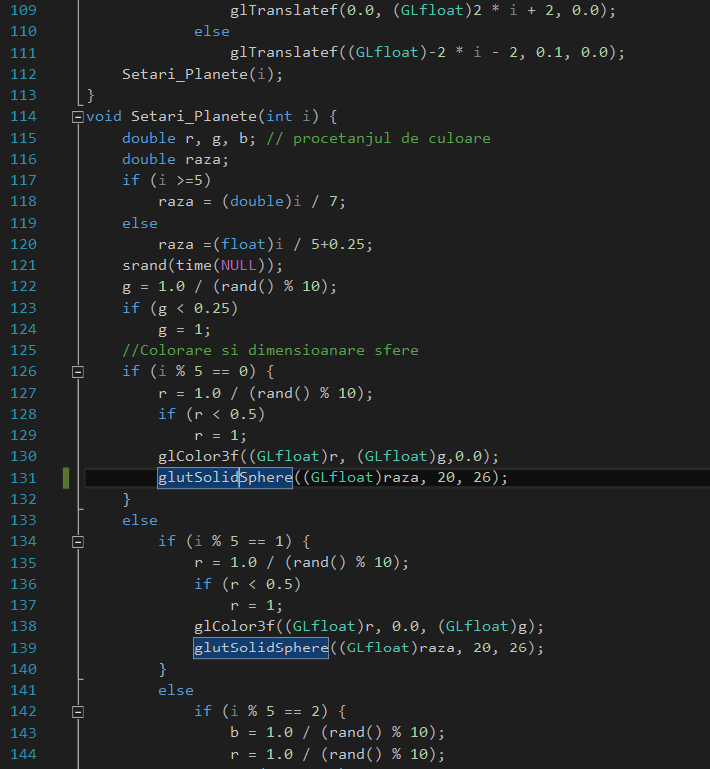 109 glTranslatef(0.0, (GLfloat)2 * i + 2, 0.0);
110 else
111 glTranslatef((GLfloat)-2 * i - 2, 0.1, 0.0);
112 Setari_Planete(i);
113 }
114 void Setari_Planete(int i) {
115 double r, g, b; // procetanjul de culoare
116 double raza;
117 if (i >=5)
118 raza = (double)i / 7;
119 else
120 raza =(float)i / 5+0.25;
121 srand(time(NULL));
122 g = 1.0 / (rand() % 10);
123 if (g < 0.25)
124 g = 1;
125 //Colorare si dimensioanare sfere
126 if (i % 5 == 0) {
127 r = 1.0 / (rand() % 10);
128 if (r < 0.5)
129 r = 1;
130 glColor3f((GLfloat)r, (GLfloat)g,0.0);
131 glutSolidSphere((GLfloat)raza, 20, 26);
132 }
133 else
134 if (i % 5 == 1) {
135 r = 1.0 / (rand() % 10);
136 if (r < 0.5)
137 r = 1;
138 glColor3f((GLfloat)r, 0.0, (GLfloat)g);
139 glutSolidSphere((GLfloat)raza, 20, 26);
140 }
141 else
142 if (i % 5 == 2) {
143 b = 1.0 / (rand() % 10);
144 r = 1.0 / (rand() % 10);